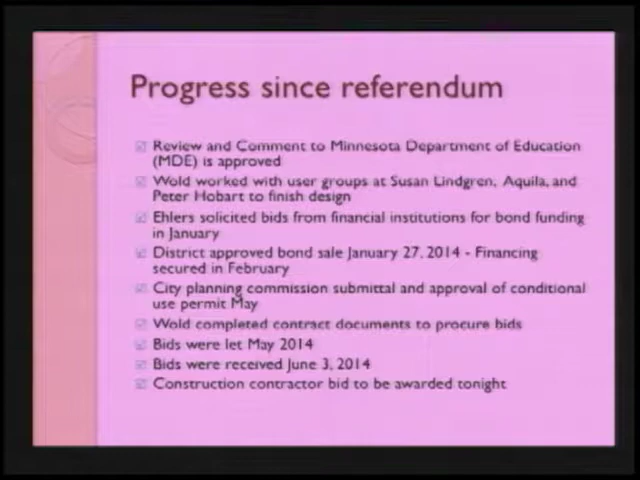 Progress since referendum
Review and Comment to Minnesota Department of Education
(MDE) is approved
Wold worked with user groups at Susan Lindgren, Aquila, and
Peter Hobart to finish design
Ehlers solicited bids from financial institutions for bond funding
in January
District approved bond sale January 27, 2014 - Financing
secured in February
City planning commission submittal and approval of conditional
use permit May
Wold completed contract documents to procure bids
Bids were let May 2014
Bids were received June 3, 2014
Construction contractor bid to be awarded tonight